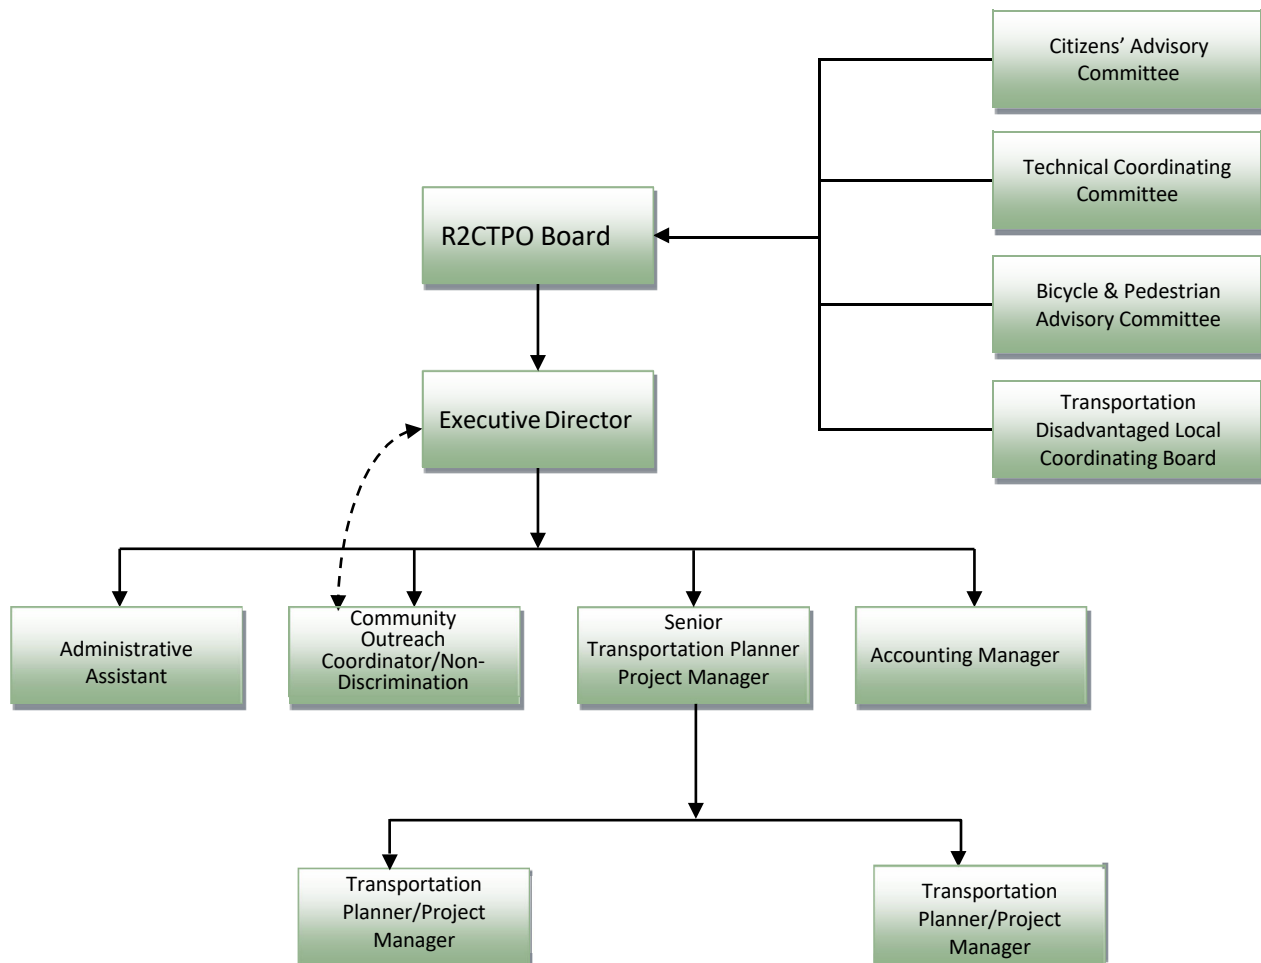 Citizens’ Advisory
Committee
Technical Coordinating
Committee
R2CTPO Board
Bicycle & Pedestrian
Advisory Committee
Executive Director
Transportation
Disadvantaged Local
Coordinating Board
Administrative
Assistant
Community
Outreach
Coordinator/Non-
Discrimination
Senior
Transportation Planner
Project Manager
Accounting Manager
Transportation
Planner/Project
Manager
Transportation
Planner/Project
Manager